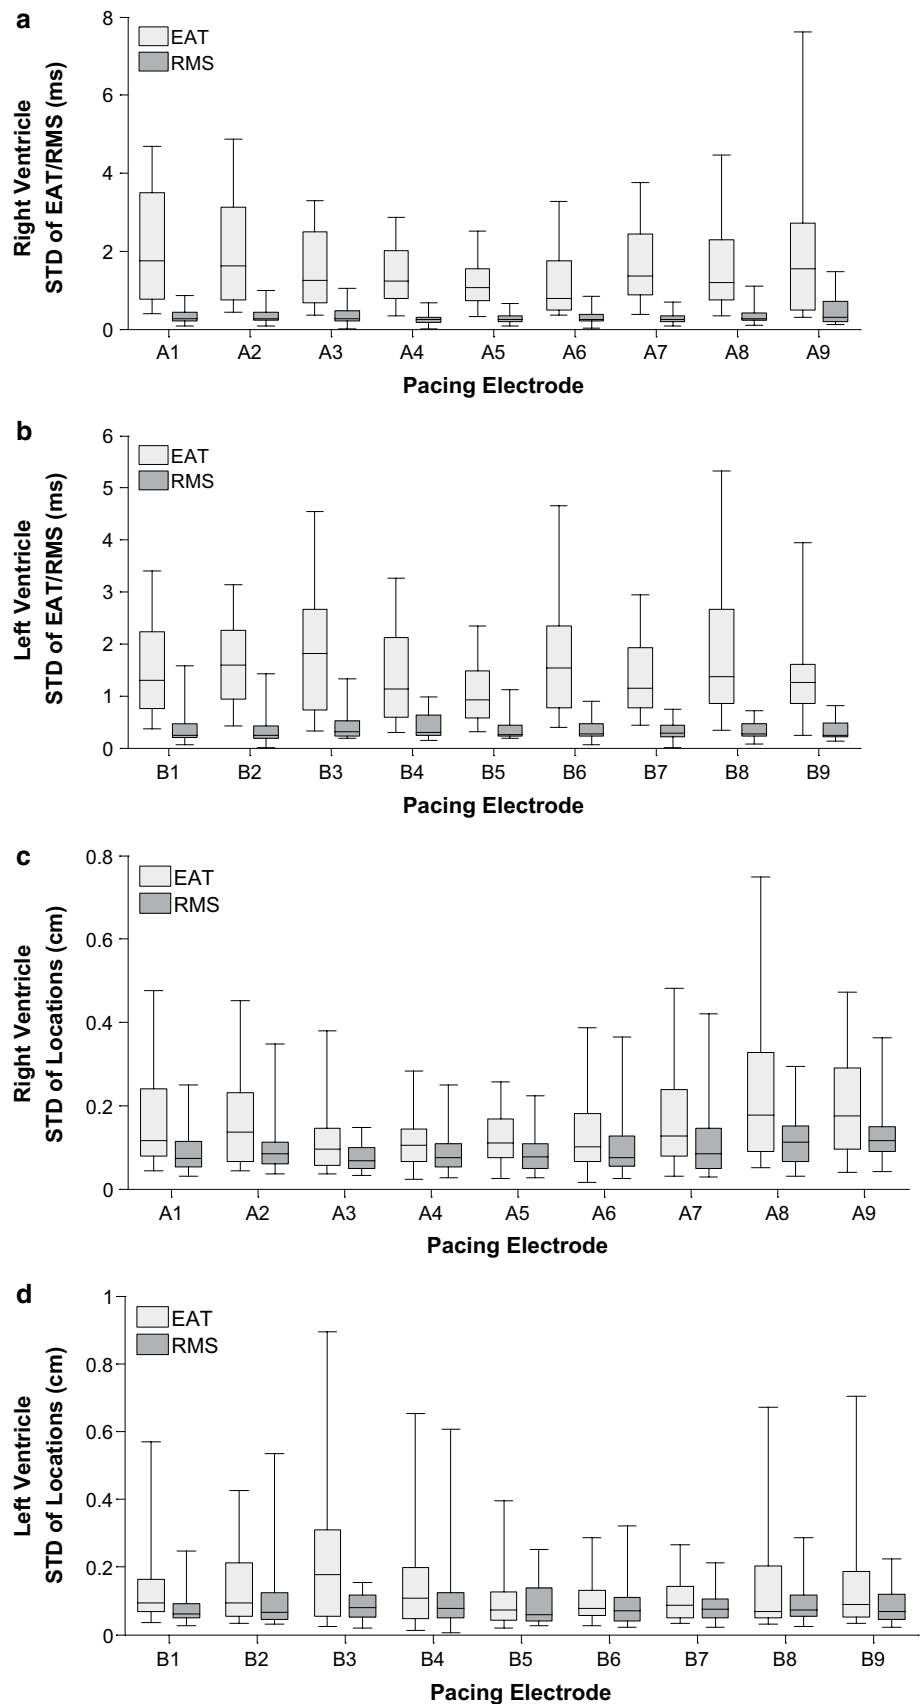 a
Right Ventricle
STD of EAT/RMS (ms)
8
6
4
2
0
EAT
RMS
A1 A2 A3 A4 A5 A6 A7 A8 A9
Pacing Electrode
b
Left Ventricle
STD of EAT/RMS (ms)
6
5
4
3
2
1
0
EAT
RMS
B1 B2 B3 B4 B5 B6 B7 B8 B9
Pacing Electrode
c
Right Ventricle
STD of Locations (cm)
0.8
0.6
0.4
0.2
0
EAT
RMS
A1 A2 A3 A4 A5 A6 A7 A8 A9
Pacing Electrode
d
Left Ventricle
STD of Locations (cm)
1
0.8
0.6
0.4
0.2
0
EAT
RMS
B1 B2 B3 B4 B5 B6 B7 B8 B9
Pacing Electrode